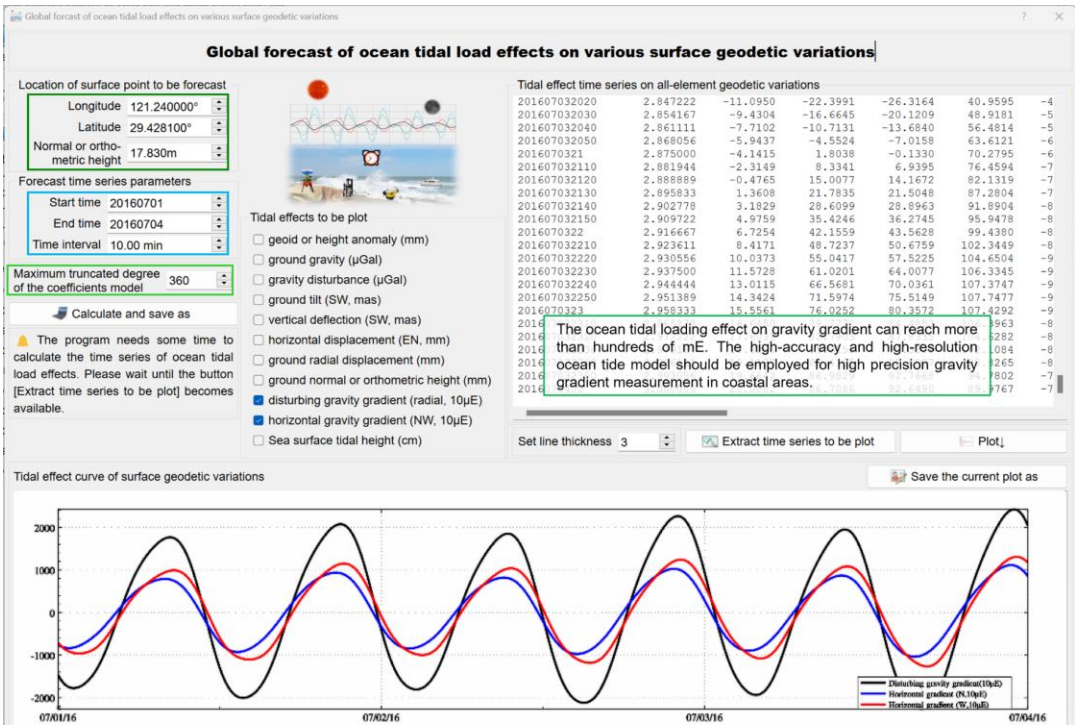 Global forcast of ocean tidal load effects on various surface geodetic variations
Global forecast of ocean tidal load effects on various surface geodetic variations
Location of surface point to be forecast
Longitude 121.240000°
Latitude 29.428100°
Normal or ortho-
metric height 17.830m
Forecast time series parameters
Start time 20160701
End time 20160704
Time interval 10.00 min
Maximum truncated degree
of the coefficients model 360
Calculate and save as
The program needs some time to
calculate the time series of ocean tidal
load effects. Please wait until the button
[Extract time series to be plot] becomes
available.
Tidal effects to be plot
geoid or height anomaly (mm)
ground gravity (μGal)
gravity disturbance (μGal)
ground tilt (SW, mas)
vertical deflection (SW, mas)
horizontal displacement (EN, mm)
ground radial displacement (mm)
ground normal or orthometric height (mm)
disturbing gravity gradient (radial, 10μE)
horizontal gravity gradient (NW, 10μE)
Sea surface tidal height (cm)
Tidal effect time series on all-element geodetic variations
201607032020 2.847222 -11.0950 -22.3991 -26.3164 40.9595 -4
201607032030 2.854167 -9.4304 -16.6645 -20.1209 48.9181 -5
201607032040 2.861111 -7.7102 -10.7131 -13.6840 56.4814 -5
201607032050 2.868056 -5.9437 -4.5524 -7.0158 63.6121 -6
2016070321 2.875000 -4.1415 1.8038 -0.1330 70.2795 -6
201607032110 2.881944 -2.3149 8.3341 6.9395 76.4594 -7
201607032120 2.888889 -0.4765 15.0077 14.1672 82.1319 -7
201607032130 2.895833 1.3608 21.7835 21.5048 87.2804 -7
201607032140 2.902778 3.1829 28.6099 28.8963 91.8904 -8
201607032150 2.909722 4.9759 35.4246 36.2745 95.9478 -8
2016070322 2.916667 6.7254 42.1559 43.5628 99.4380 -8
201607032210 2.923611 8.4171 48.7237 50.6759 102.3449 -8
201607032220 2.930556 10.0373 55.0417 57.5225 104.6504 -9
201607032230 2.937500 11.5728 61.0201 64.0077 106.3345 -9
201607032240 2.944444 13.0115 66.5681 70.0361 107.3747 -9
201607032250 2.951389 14.3424 71.5974 75.5149 107.7477 -9
2016070323 2.958333 15.5561 76.0252 80.3572 107.4292 -9
The ocean tidal loading effect on gravity gradient can reach more
than hundreds of mE. The high-accuracy and high-resolution
ocean tide model should be employed for high precision gravity
gradient measurement in coastal areas.
Set line thickness 3
Extract time series to be plot
Plot↓
Tidal effect curve of surface geodetic variations
Save the current plot as
2000
1000
0
-1000
-2000
07/01/16 07/02/16 07/03/16 07/04/16
Disturbing gravity gradient(10μE)
Horizontal gradient (N,10μE)
Horizontal gradient (W,10μE)